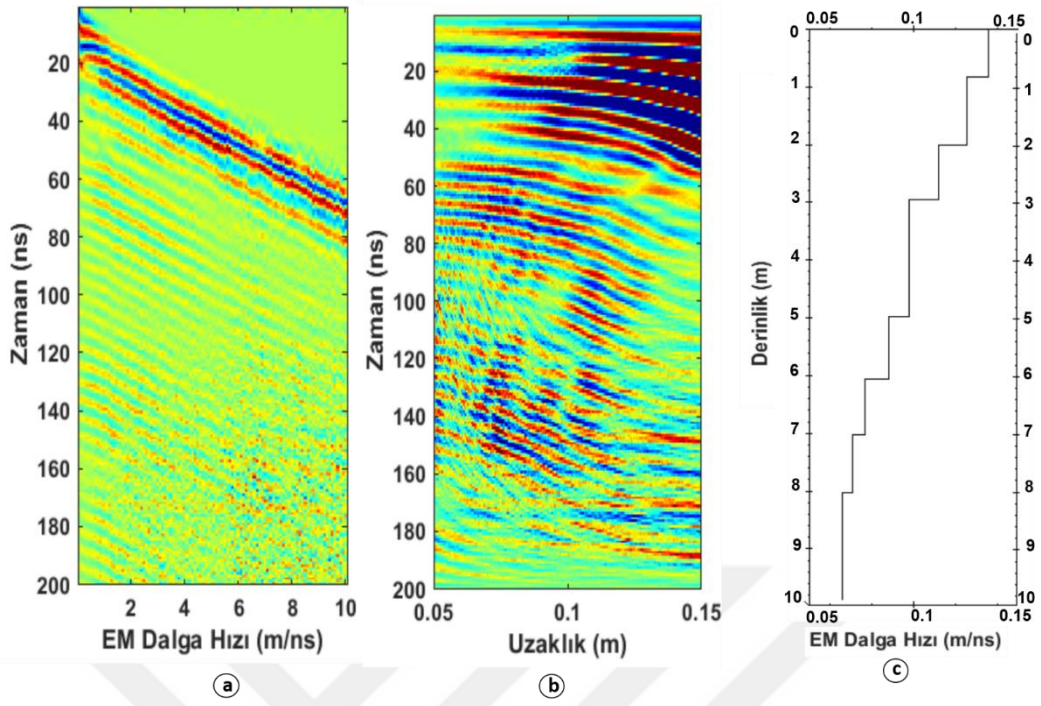 20
40
60
80
100
120
140
160
180
200
Zaman (ns)
2 4 6 8 10
EM Dalga Hızı (m/ns)
a
20
40
60
80
100
120
140
160
180
200
Zaman (ns)
0.05 0.1 0.15
Uzaklık (m)
b
0.05 0.1 0.15
0 0
1 1
2 2
3 3
4 4
5 5
6 6
7 7
8 8
9 9
10 10
Derinlik (m)
0.05 0.1 0.15
EM Dalga Hızı (m/ns)
c